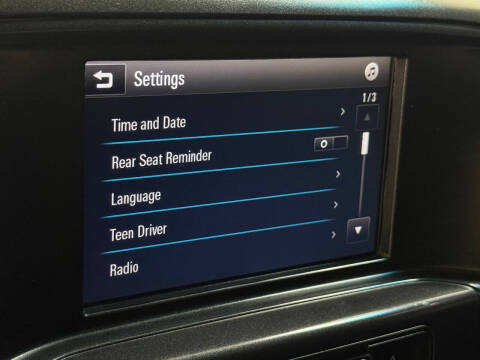 Settings
1/3
Time and Date
Rear Seat Reminder
Language
Teen Driver
Radio